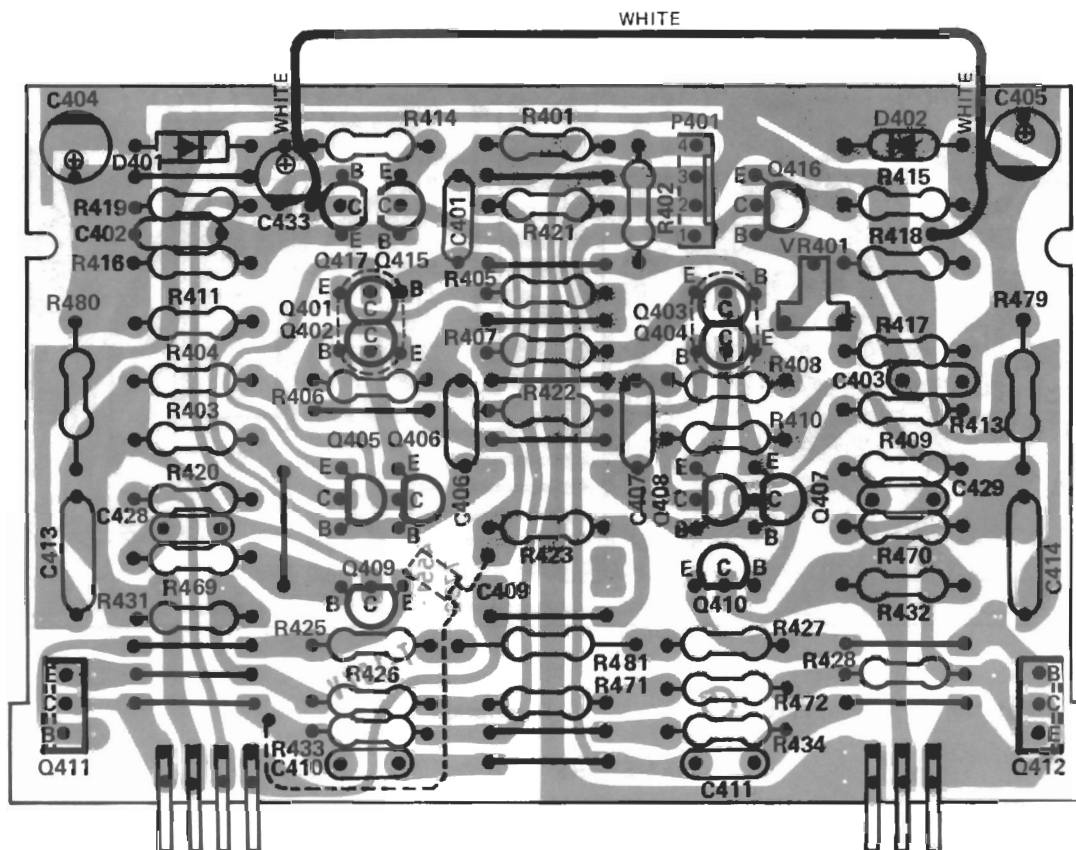 WHITE
WHITE
WHITE
C404
R414
R401
P401
D402
C405
D401
4
3
2
1
Q416
R415
R419
C433
C401
R402
R421
R418
C402
VR401
R416
B E
C C
E B
E
C
B
Q417 Q415
R405
R480
R411
Q401
Q402
E B
C
C
B E
Q403
Q404
E B
C
C
B E
R479
R407
R417
R404
R406
R408
C403
R422
R403
R410
R413
Q405 Q406
R409
R420
E E
C C
B B
C406
C407
Q408
E E
C C
B B
Q407
C429
C428
C413
R423
R470
C414
R469
Q409
B C E
C409
E C B
Q410
R431
R432
R425
R427
R481
R428
R426
R471
R472
E
C
B
B
C
E
R433
R434
C410
C411
Q411
Q412